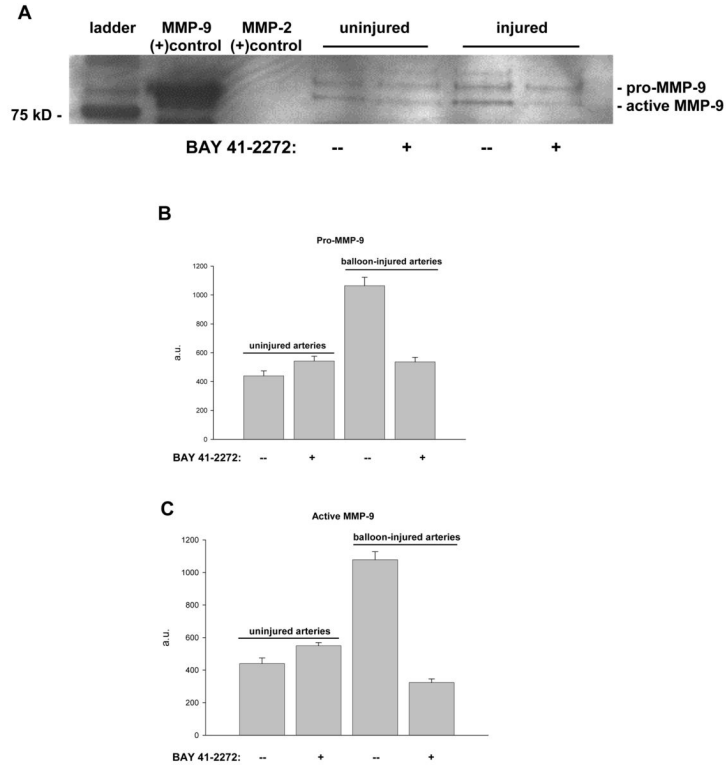 A
ladder MMP-9 MMP-2 uninjured injured
(+)control (+)control
- pro-MMP-9
75 kD - - active MMP-9
BAY 41-2272: -- + -- +
B
Pro-MMP-9
balloon-injured arteries
uninjured arteries
1200
1000
800
600
400
200
0
a.u.
BAY 41-2272: -- + -- +
C
Active MMP-9
balloon-injured arteries
uninjured arteries
1200
1000
800
600
400
200
0
a.u.
BAY 41-2272: -- + -- +